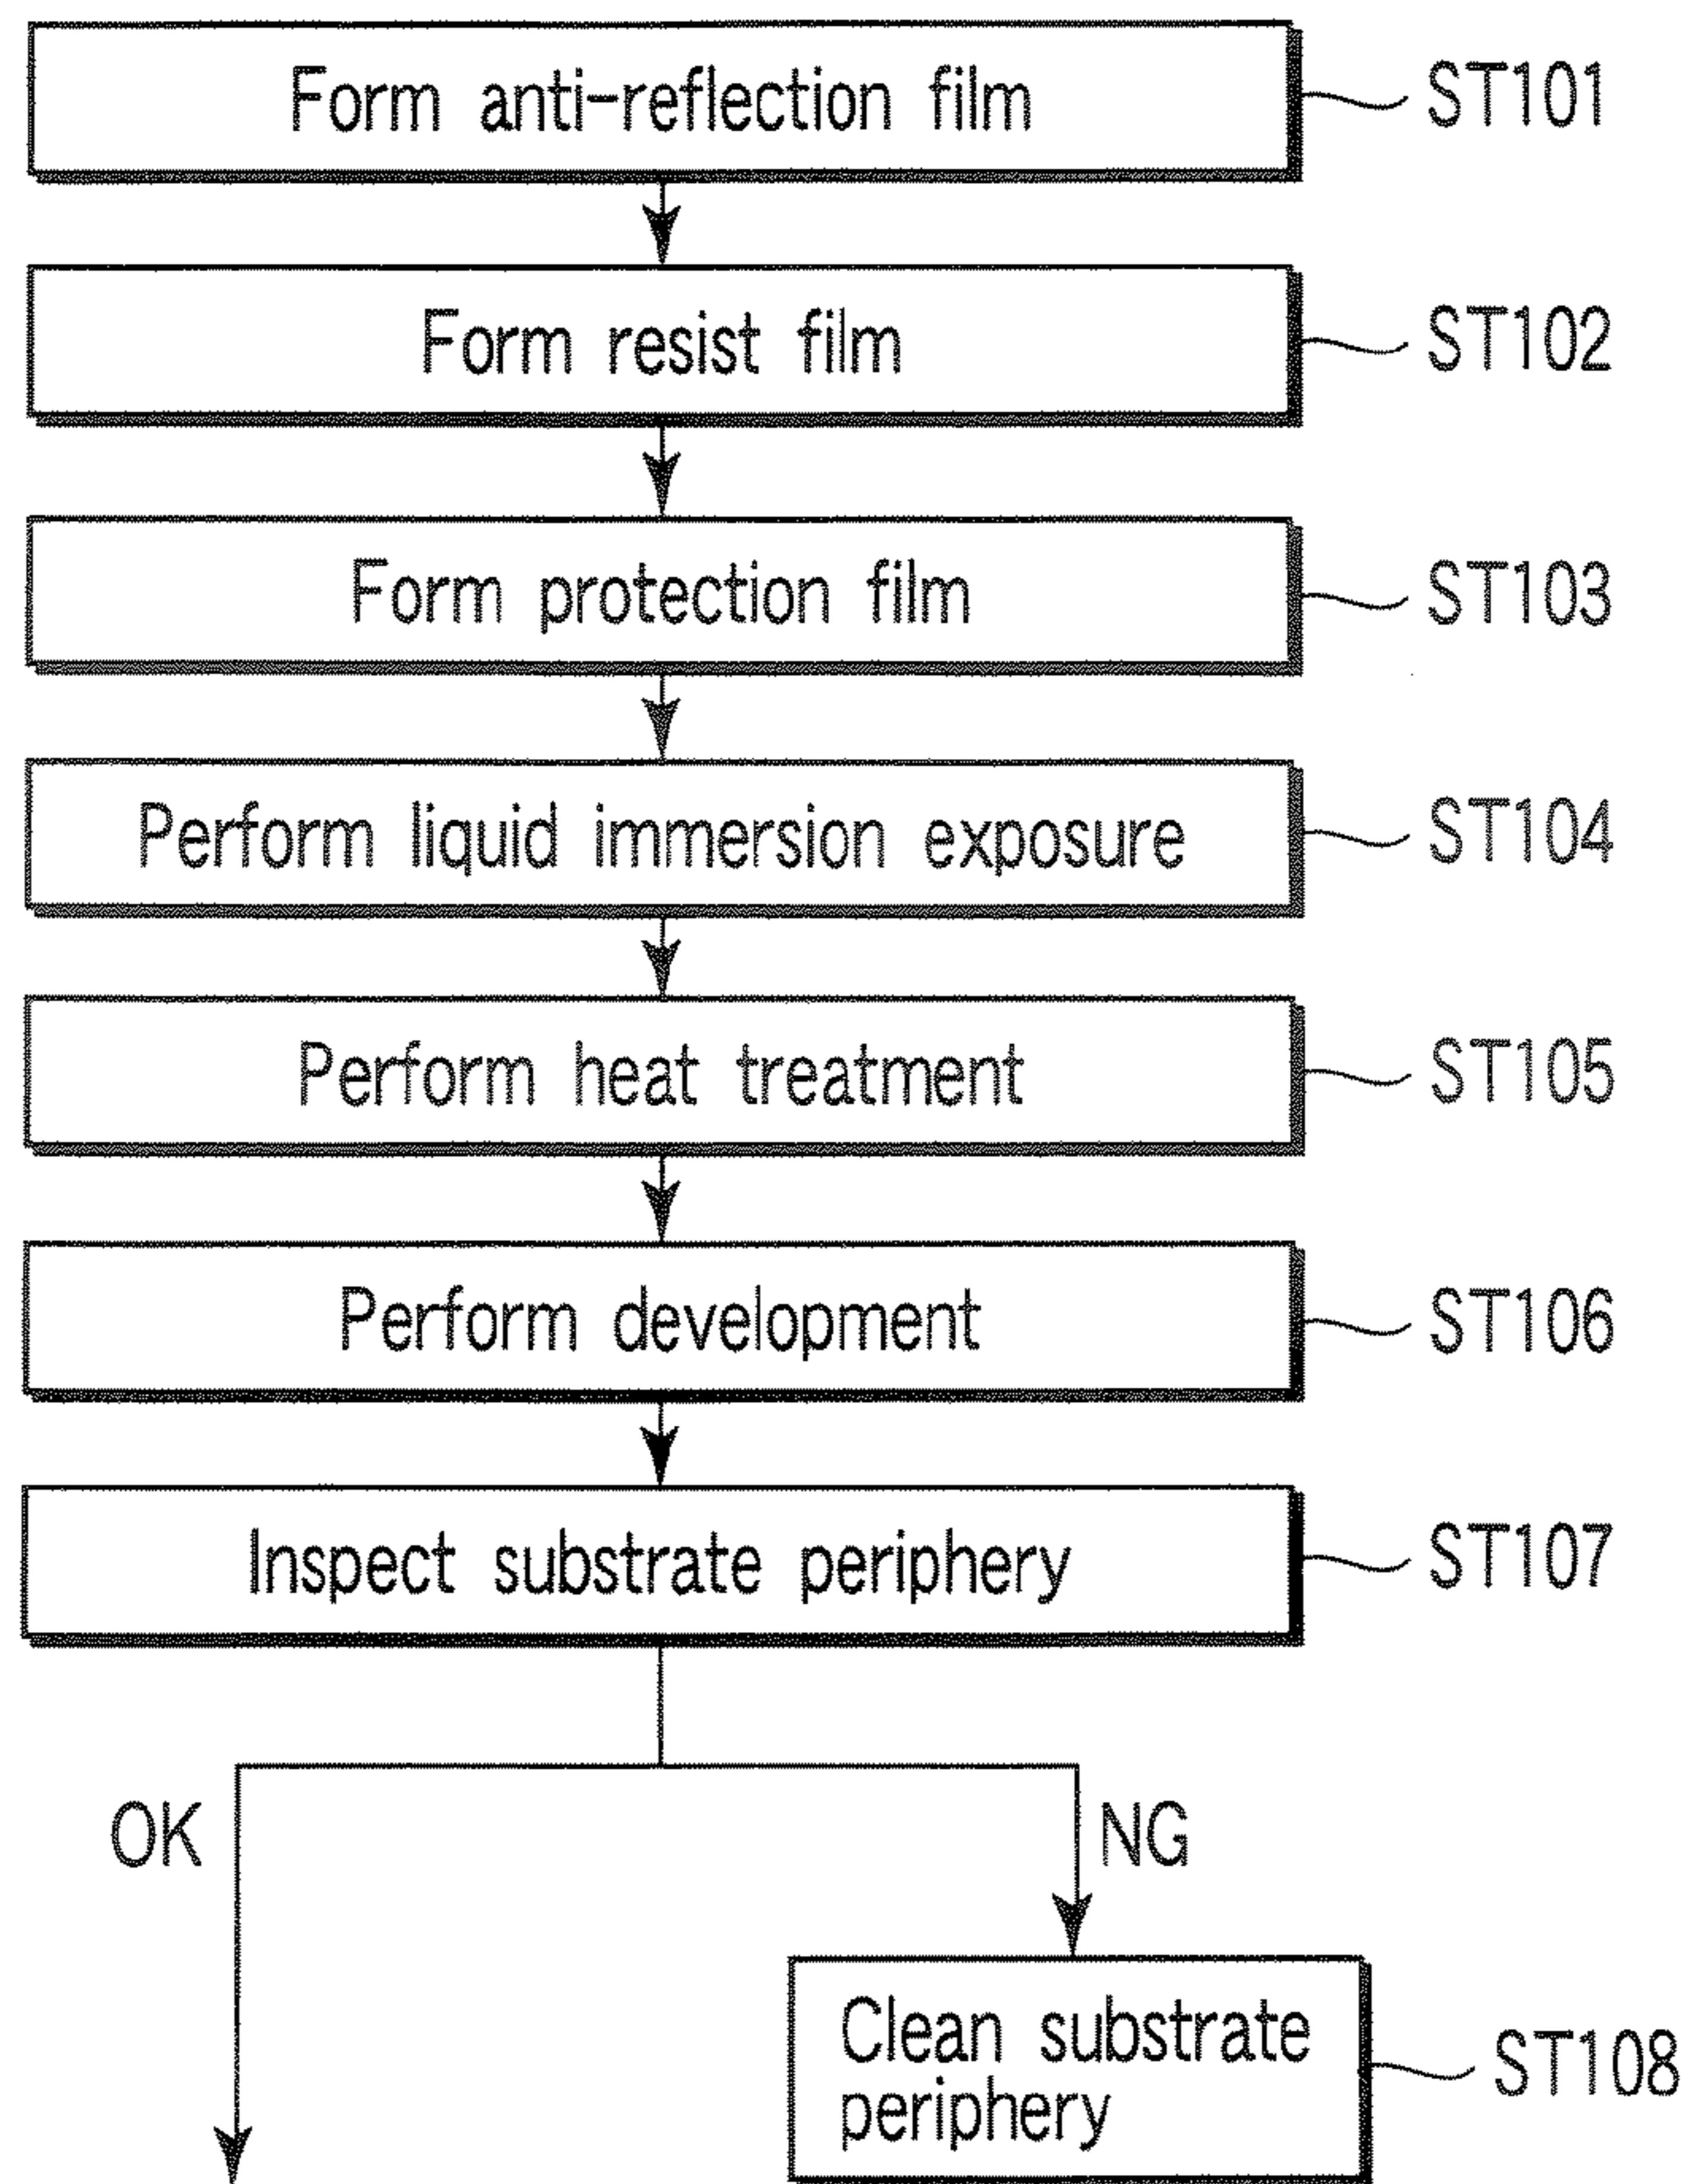 Form anti-reflection film
ST101
Form resist film
ST102
Form protection film
ST103
Perform liquid immersion exposure
ST104
Perform heat treatment
ST105
Perform development
ST106
Inspect substrate periphery
ST107
OK
NG
Clean substrate
periphery
ST108